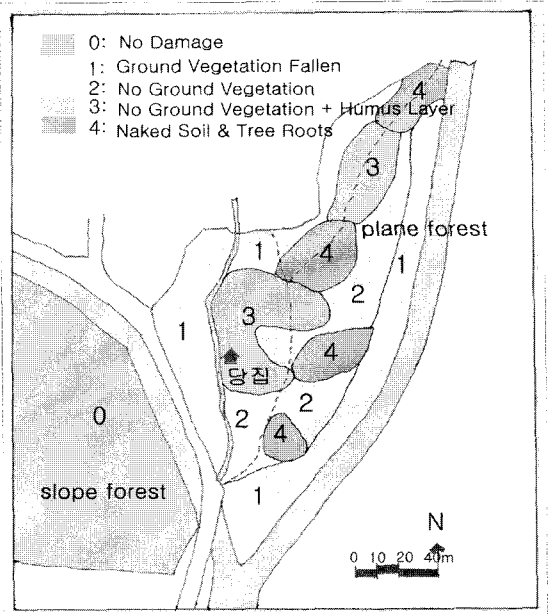 0: No Damage
1: Ground Vegetation Fallen
2: No Ground Vegetation
3: No Ground Vegetation + Humus Layer
4: Naked Soil & Tree Roots
4
3
plane forest
1
4
1
2
3
1
4
당집
0
2
2
4
slope forest
1
N
0 10 20 40m